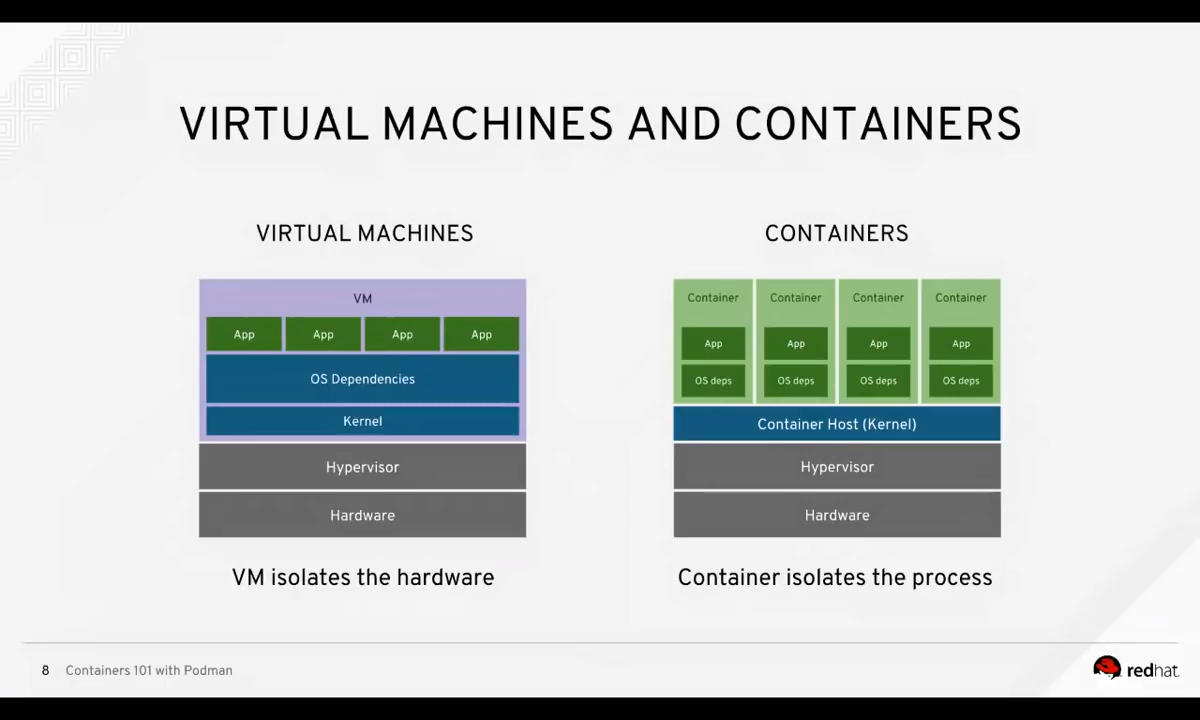 VIRTUAL MACHINES AND CONTAINERS
VIRTUAL MACHINES
VM
App App App App
OS Dependencies
Kernel
Hypervisor
Hardware
VM isolates the hardware
CONTAINERS
Container Container Container Container
App App App App
OS deps OS deps OS deps OS deps
Container Host (Kernel)
Hypervisor
Hardware
Container isolates the process
8 Containers 101 with Podman
redhat.